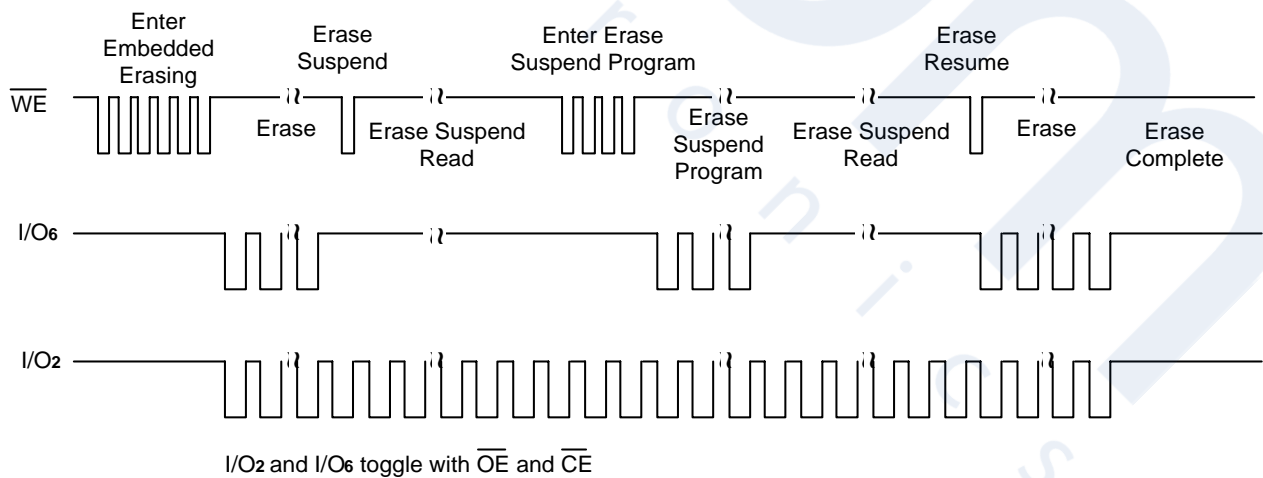 Enter
Embedded
Erasing
Erase
Suspend
Enter Erase
Suspend Program
Erase
Resume
WE
Erase
Erase Suspend
Read
Erase
Suspend
Program
Erase Suspend
Read
Erase
Erase
Complete
I/O6
I/O2
I/O2 and I/O6 toggle with OE and CE